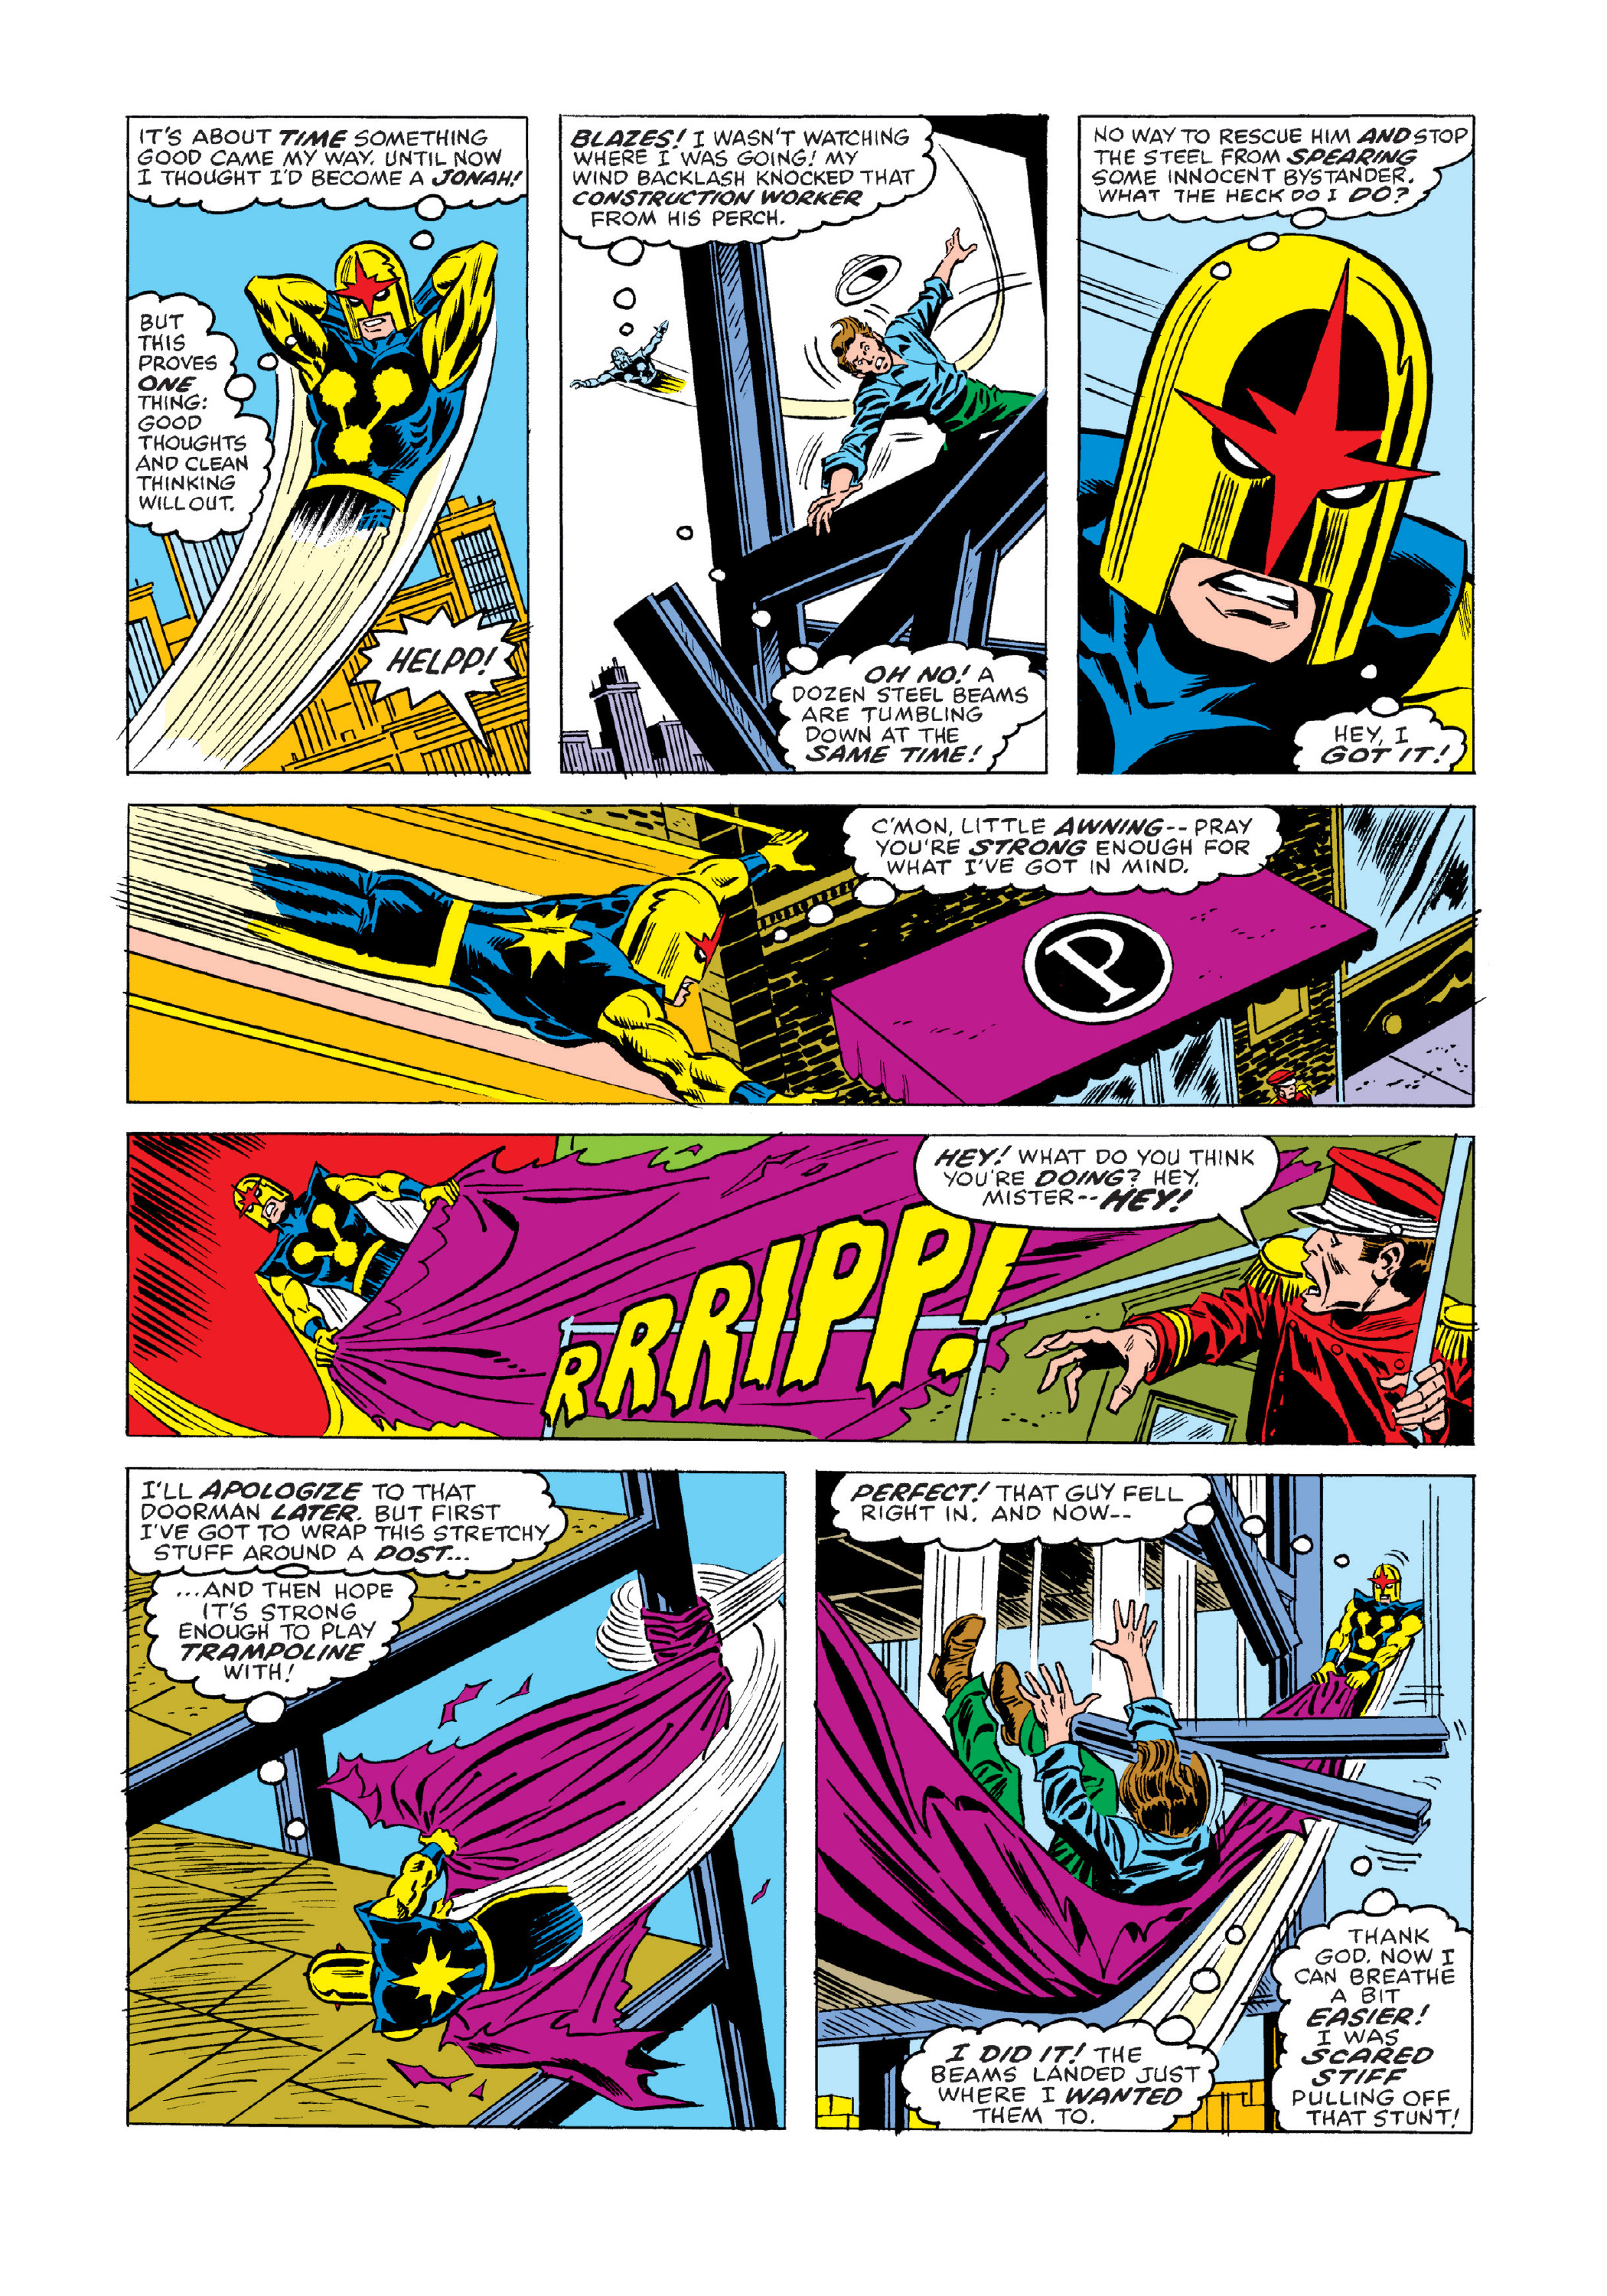 IT'S ABOUT TIME SOMETHING
GOOD CAME MY WAY. UNTIL NOW
I THOUGHT I'D BECOME A JONAH!
BUT
THIS
PROVES
ONE
THING:
GOOD
THOUGHTS
AND CLEAN
THINKING
WILL OUT.
HELPP!
BLAZES! I WASN'T WATCHING
WHERE I WAS GOING! MY
WIND BACKLASH KNOCKED THAT
CONSTRUCTION WORKER
FROM HIS PERCH.
OH NO! A
DOZEN STEEL BEAMS
ARE TUMBLING
DOWN AT THE
SAME TIME!
NO WAY TO RESCUE HIM AND STOP
THE STEEL FROM SPEARING
SOME INNOCENT BYSTANDER.
WHAT THE HECK DO I DO?
HEY, I
GOT IT!
C'MON, LITTLE AWNING-- PRAY
YOU'RE STRONG ENOUGH FOR
WHAT I'VE GOT IN MIND.
P
HEY! WHAT DO YOU THINK
YOU'RE DOING? HEY,
MISTER-- HEY!
RRRIPP!
I'LL APOLOGIZE TO THAT
DOORMAN LATER. BUT FIRST
I'VE GOT TO WRAP THIS STRETCHY
STUFF AROUND A POST...
...AND THEN HOPE
IT'S STRONG
ENOUGH TO PLAY
TRAMPOLINE
WITH!
PERFECT! THAT GUY FELL
RIGHT IN. AND NOW--
I DID IT! THE
BEAMS LANDED JUST
WHERE I WANTED
THEM TO.
THANK
GOD. NOW I
CAN BREATHE
A BIT
EASIER!
I WAS
SCARED
STIFF
PULLING OFF
THAT STUNT!